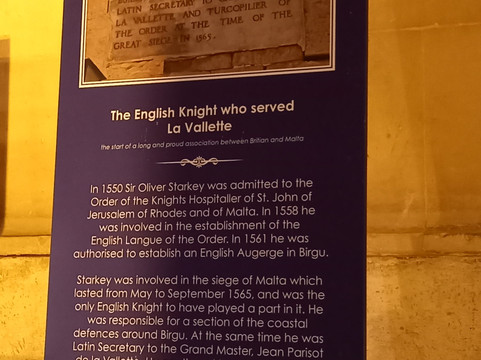 LATIN SECRETARY TO
LA VALLETTE AND TURCOPILIER OF
THE ORDER AT THE TIME OF THE
GREAT SIEGE IN 1565.
The English Knight who served
La Vallette
the start of a long and proud association between Britian and Malta
In 1550 Sir Oliver Starkey was admitted to the
Order of the Knights Hospitaller of St. John of
Jerusalem of Rhodes and of Malta. In 1558 he
was involved in the establishment of the
English Langue of the Order. In 1561 he was
authorised to establish an English Augerge in Birgu.
Starkey was involved in the siege of Malta which
lasted from May to September 1565, and was the
only English Knight to have played a part in it. He
was responsible for a section of the coastal
defences around Birgu. At the same time he was
Latin Secretary to the Grand Master, Jean Parisot
de la Vallette.